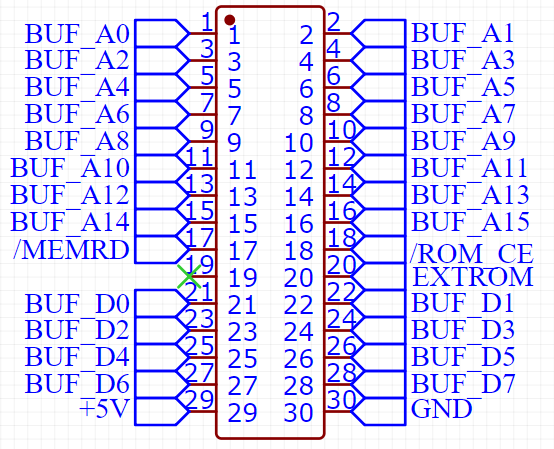 BUF_A0 1 1 2 2 BUF_A1
BUF_A2 3 3 4 4 BUF_A3
BUF_A4 5 5 6 6 BUF_A5
BUF_A6 7 7 8 8 BUF_A7
BUF_A8 9 9 10 10 BUF_A9
BUF_A10 11 11 12 12 BUF_A11
BUF_A12 13 13 14 14 BUF_A13
BUF_A14 15 15 16 16 BUF_A15
/MEMRD 17 17 18 18 /ROM_CE
19 19 20 20 EXTROM
BUF_D0 21 21 22 22 BUF_D1
BUF_D2 23 23 24 24 BUF_D3
BUF_D4 25 25 26 26 BUF_D5
BUF_D6 27 27 28 28 BUF_D7
+5V 29 29 30 30 GND